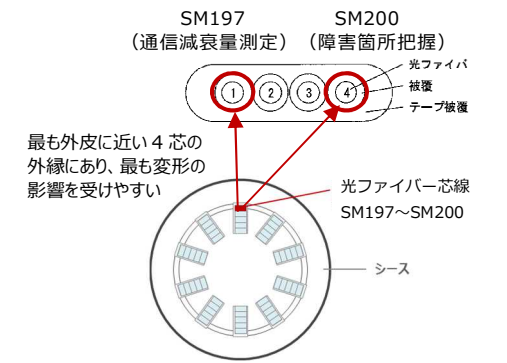 SM197 SM200
（通信減衰量測定）（障害箇所把握）
光ファイバ
被覆
テープ被覆
1 2 3 4
最も外皮に近い4芯の
外縁にあり、最も変形の
影響を受けやすい
光ファイバー芯線
SM197～SM200
シース